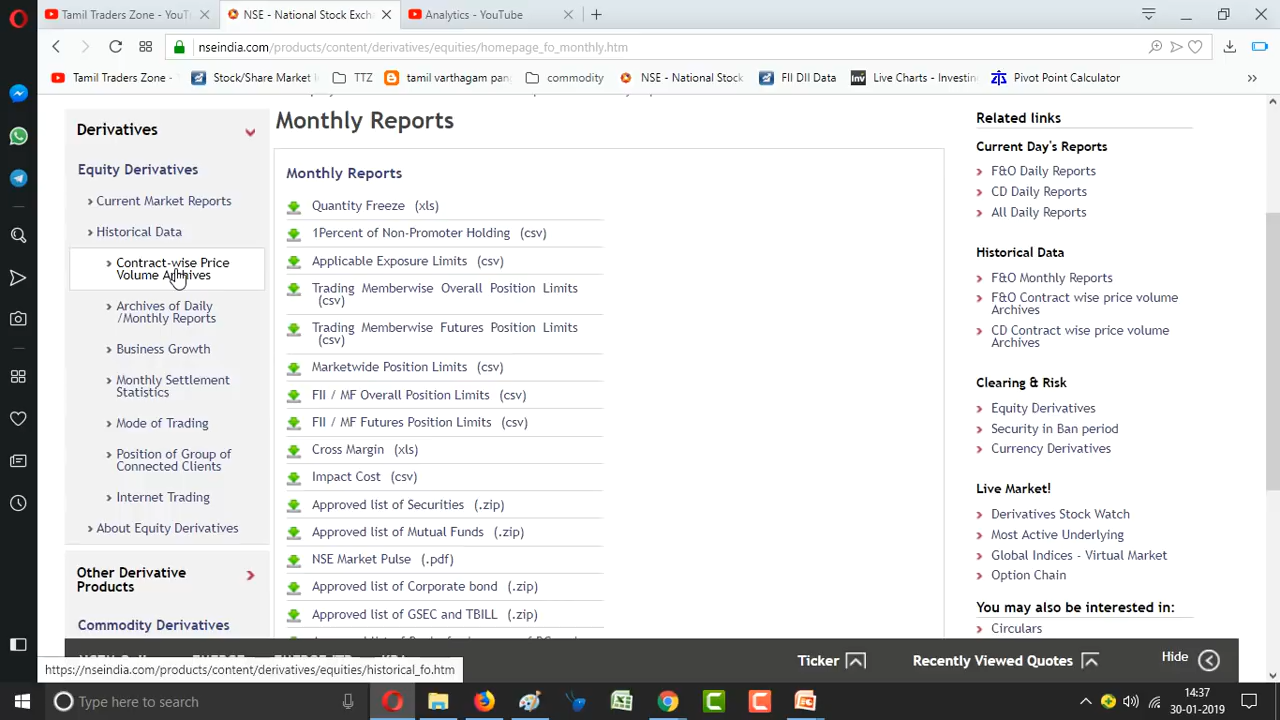 Tamil Traders Zone - YouT
NSE - National Stock Exch
Analytics - YouTube
nseindia.com/products/content/derivatives/equities/homepage_fo_monthly.htm
Tamil Traders Zone -
Stock/Share Market
TTZ
tamil varthagam pan
commodity
NSE - National Stock
FII DII Data
Inv
Live Charts - Investin
Pivot Point Calculator
Derivatives
Equity Derivatives
Current Market Reports
Historical Data
Contract-wise Price
Volume Archives
Archives of Daily
/Monthly Reports
Business Growth
Monthly Settlement
Statistics
Mode of Trading
Position of Group of
Connected Clients
Internet Trading
About Equity Derivatives
Other Derivative
Products
Commodity Derivatives
Monthly Reports
Monthly Reports
Quantity Freeze (xls)
1Percent of Non-Promoter Holding (csv)
Applicable Exposure Limits (csv)
Trading Memberwise Overall Position Limits
(csv)
Trading Memberwise Futures Position Limits
(csv)
Marketwide Position Limits (csv)
FII / MF Overall Position Limits (csv)
FII / MF Futures Position Limits (csv)
Cross Margin (xls)
Impact Cost (csv)
Approved list of Securities (.zip)
Approved list of Mutual Funds (.zip)
NSE Market Pulse (.pdf)
Approved list of Corporate bond (.zip)
Approved list of GSEC and TBILL (.zip)
Related links
Current Day's Reports
F&O Daily Reports
CD Daily Reports
All Daily Reports
Historical Data
F&O Monthly Reports
F&O Contract wise price volume
Archives
CD Contract wise price volume
Archives
Clearing & Risk
Equity Derivatives
Security in Ban period
Currency Derivatives
Live Market!
Derivatives Stock Watch
Most Active Underlying
Global Indices - Virtual Market
Option Chain
You may also be interested in:
Circulars
Ticker
Recently Viewed Quotes
Hide
https://nseindia.com/products/content/derivatives/equities/historical_fo.htm
Type here to search
14:37
30-01-2019